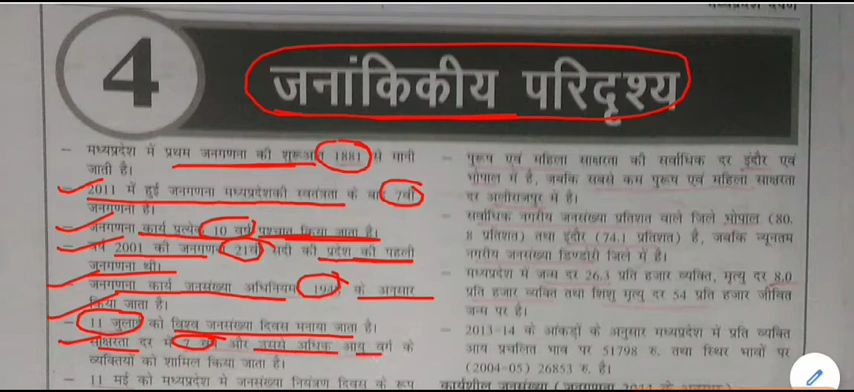 4
जनांकिकीय परिदृश्य
– मध्यप्रदेश में प्रथम जनगणना की शुरूआत 1881 से मानी
जाती है।
– 2011 में हुई जनगणना मध्यप्रदेशकी स्वतंत्रता के बाद 7वी
जनगणना है।
– जनगणना कार्य प्रत्येक 10 वर्ष पश्चात किया जाता है।
– वर्ष 2001 की जनगणना 21वी सदी की प्रदेश की पहली
जनगणना थी।
– जनगणना कार्य जनसंख्या अधिनियम 1948 के अनुसार
किया जाता है।
– 11 जुलाई को विश्व जनसंख्या दिवस मनाया जाता है।
– साक्षरता दर में 7 वर्ष और उससे अधिक आयु वर्ग के
व्यक्तियों को शामिल किया जाता है।
– 11 मई को मध्यप्रदेश में जनसंख्या नियंत्रण दिवस के रूप
– पुरूष एवं महिला साक्षरता की सर्वाधिक दर इंदौर एवं
भोपाल में है, जबकि सबसे कम पुरूष एवं महिला साक्षरता
दर अलीराजपुर में है।
– सर्वाधिक नगरीय जनसंख्या प्रतिशत वाले जिले भोपाल (80.
8 प्रतिशत) तथा इंदौर (74.1 प्रतिशत) है, जबकि न्यूनतम
नगरीय जनसंख्या डिण्डोरी जिले में है।
– मध्यप्रदेश में जन्म दर 26.3 प्रति हजार व्यक्ति, मृत्यु दर 8.0
प्रति हजार व्यक्ति तथा शिशु मृत्यु दर 54 प्रति हजार जीवित
जन्म पर है।
– 2013-14 के आंकड़ों के अनुसार मध्यप्रदेश में प्रति व्यक्ति
आय प्रचलित भाव पर 51798 रु. तथा स्थिर भावों पर
(2004-05) 26853 रु. है।
कार्यशील जनसंख्या (जनगणना 2011 के अनुसार)